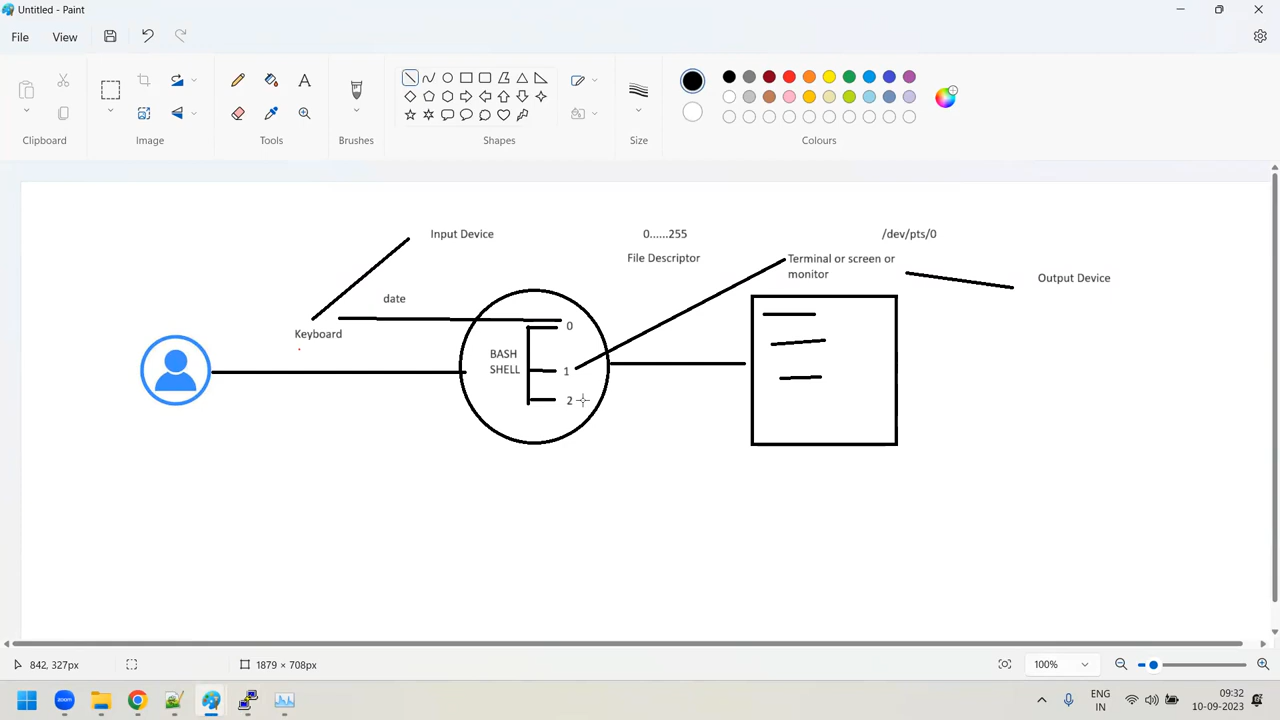 Untitled - Paint
File
View
Clipboard
Image
Tools
Brushes
Shapes
Size
Colours
Input Device
0......255
/dev/pts/0
File Descriptor
Terminal or screen or
monitor
Output Device
date
Keyboard
0
BASH
SHELL
1
2
842, 327px
1879 × 708px
100%
zoom
ENG
IN
09:32
10-09-2023